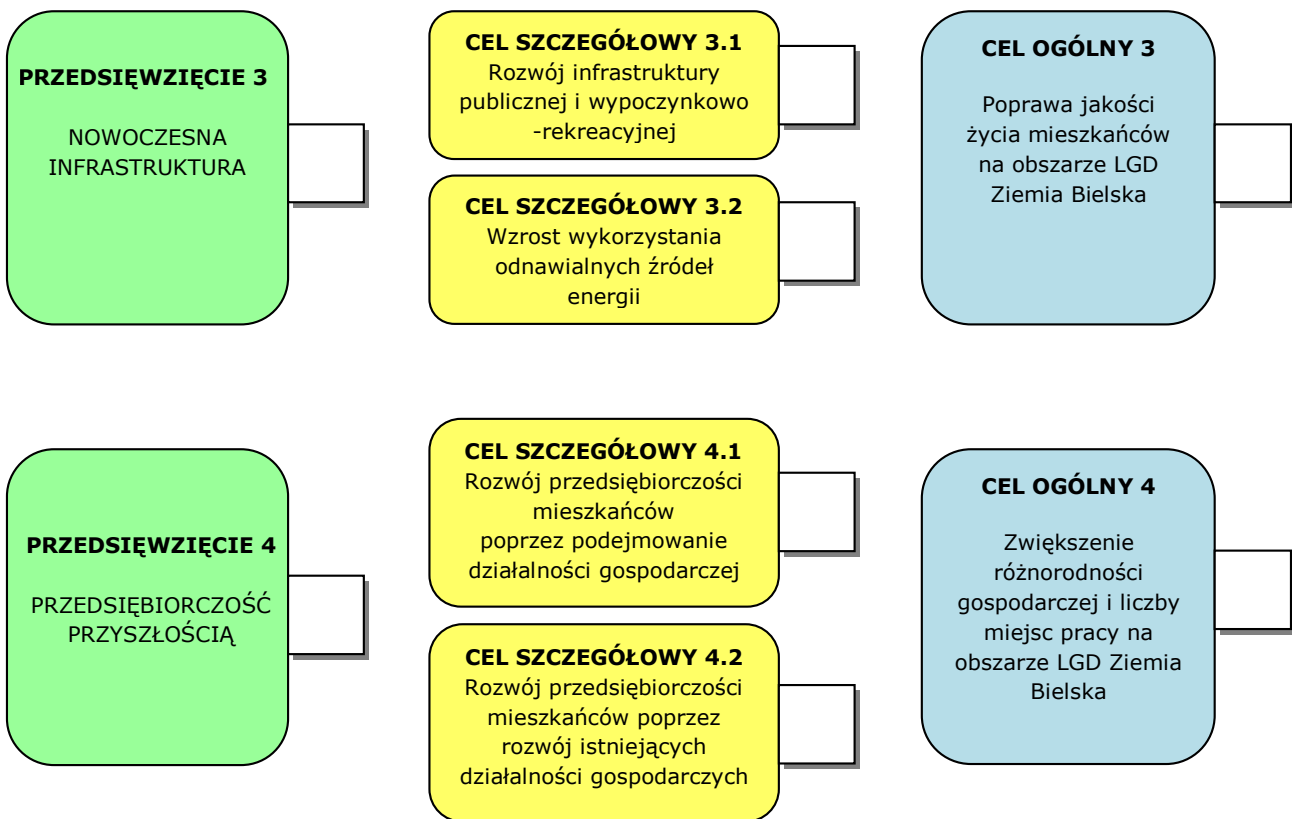 PRZEDSIĘWZIĘCIE 3
NOWOCZESNA
INFRASTRUKTURA
CEL SZCZEGÓŁOWY 3.1
Rozwój infrastruktury
publicznej i wypoczynkowo
-rekreacyjnej
CEL SZCZEGÓŁOWY 3.2
Wzrost wykorzystania
odnawialnych źródeł
energii
CEL OGÓLNY 3
Poprawa jakości
życia mieszkańców
na obszarze LGD
Ziemia Bielska
PRZEDSIĘWZIĘCIE 4
PRZEDSIĘBIORCZOŚĆ
PRZYSZŁOŚCIĄ
CEL SZCZEGÓŁOWY 4.1
Rozwój przedsiębiorczości
mieszkańców
poprzez podejmowanie
działalności gospodarczej
CEL SZCZEGÓŁOWY 4.2
Rozwój przedsiębiorczości
mieszkańców poprzez
rozwój istniejących
działalności gospodarczych
CEL OGÓLNY 4
Zwiększenie
różnorodności
gospodarczej i liczby
miejsc pracy na
obszarze LGD Ziemia
Bielska